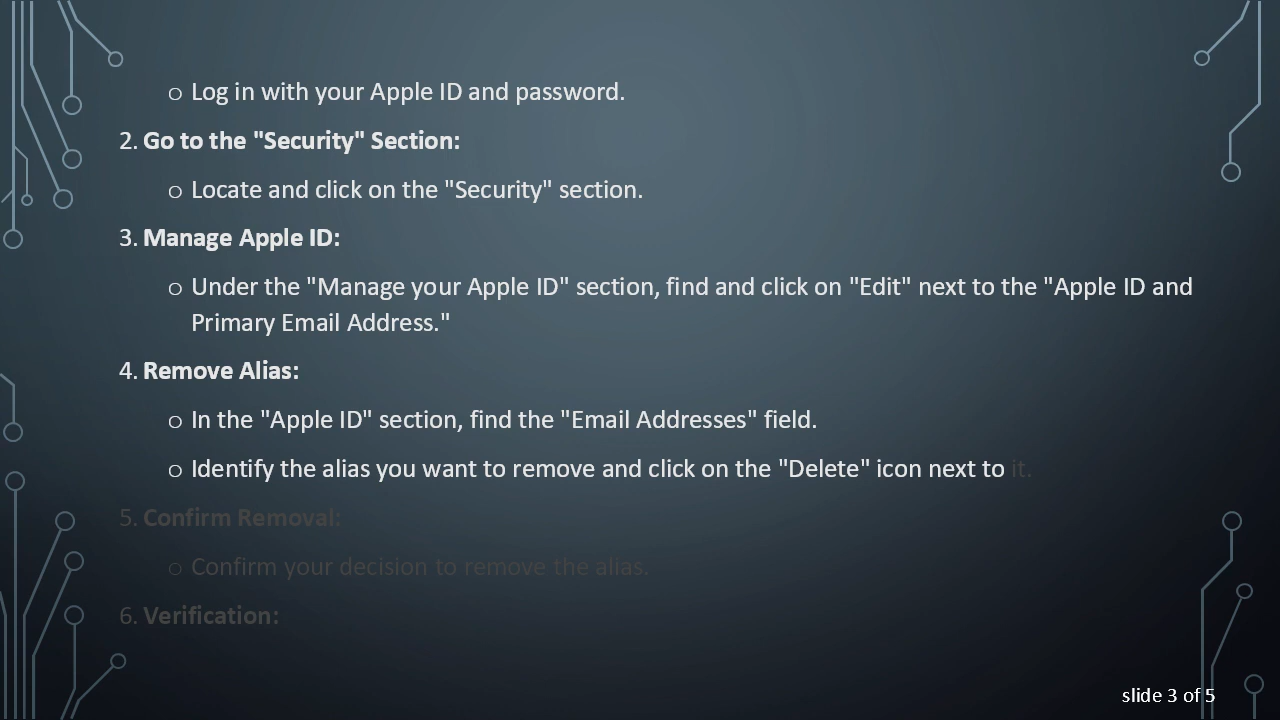 o Log in with your Apple ID and password.
2. Go to the "Security" Section:
o Locate and click on the "Security" section.
3. Manage Apple ID:
o Under the "Manage your Apple ID" section, find and click on "Edit" next to the "Apple ID and
Primary Email Address."
4. Remove Alias:
o In the "Apple ID" section, find the "Email Addresses" field.
o Identify the alias you want to remove and click on the "Delete" icon next to it.
5. Confirm Removal:
o Confirm your decision to remove the alias.
6. Verification:
slide 3 of 5